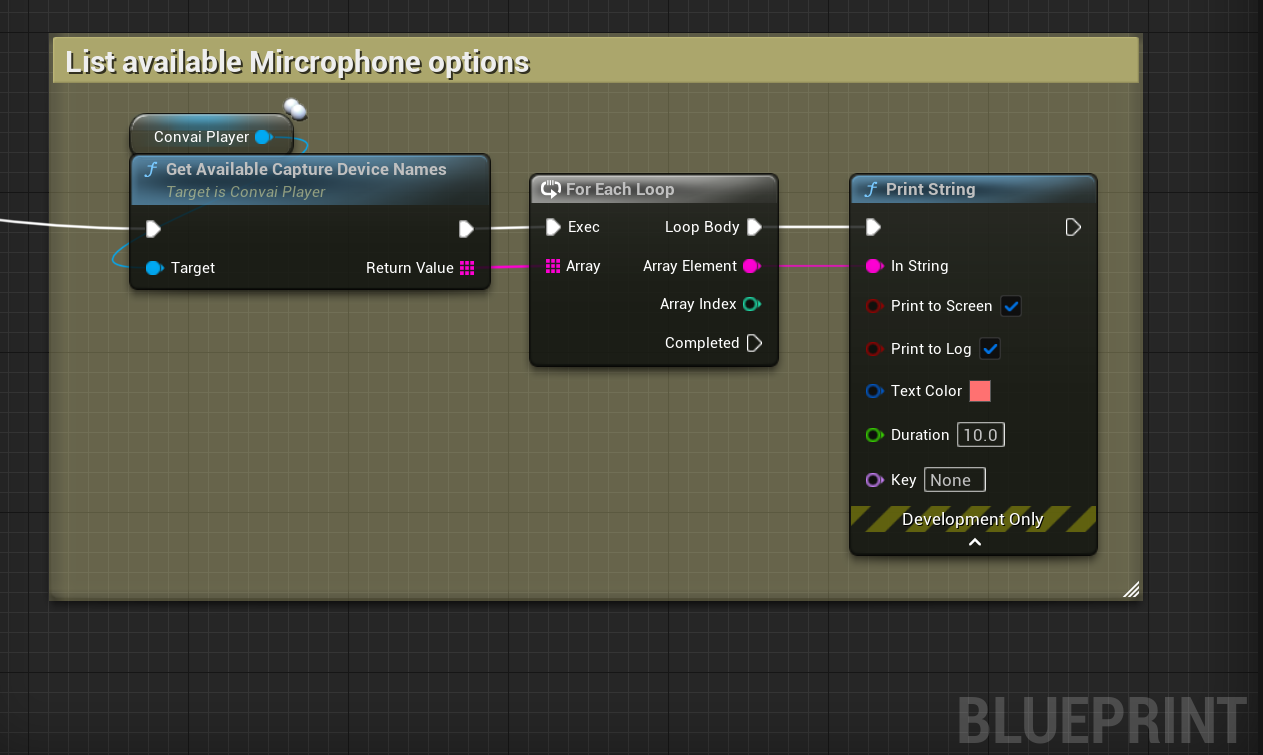 List available Mircrophone options
Convai Player
Get Available Capture Device Names
Target is Convai Player
Target
Return Value
For Each Loop
Exec
Loop Body
Array
Array Element
Array Index
Completed
Print String
In String
Print to Screen
Print to Log
Text Color
Duration 10.0
Key None
Development Only
BLUEPRINT